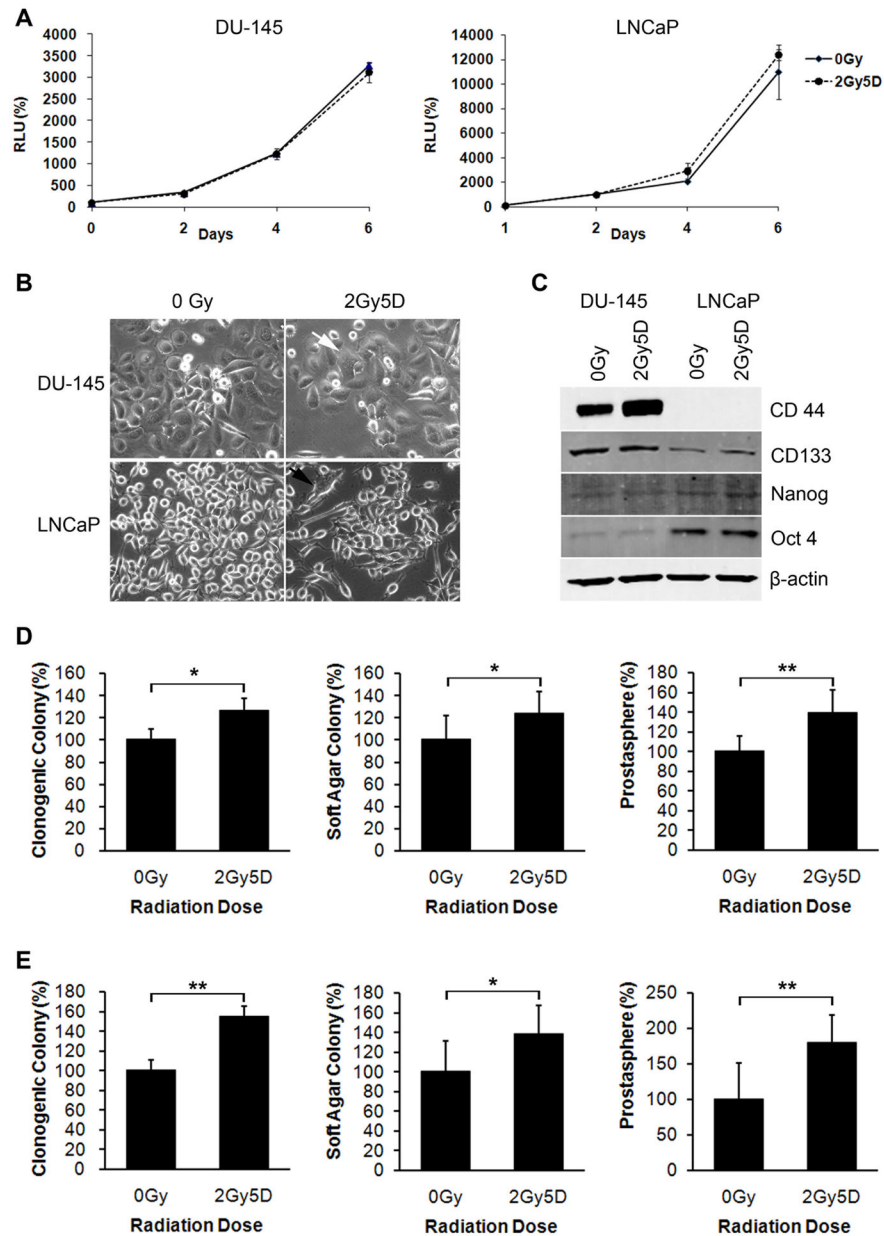 A
DU-145
LNCaP
RLU (%)
4000
3500
3000
2500
2000
1500
1000
500
0
0 2 4 6
Days
RLU (%)
14000
12000
10000
8000
6000
4000
2000
0
1 2 4 6
Days
0Gy
2Gy5D
B
0 Gy 2Gy5D
DU-145
LNCaP
C
DU-145 LNCaP
0Gy 2Gy5D 0Gy 2Gy5D
CD 44
CD133
Nanog
Oct 4
β-actin
D
Clonogenic Colony (%)
160
140
120
100
80
60
40
20
0
*
0Gy 2Gy5D
Radiation Dose
Soft Agar Colony (%)
160
140
120
100
80
60
40
20
0
*
0Gy 2Gy5D
Radiation Dose
Prostasphere (%)
180
160
140
120
100
80
60
40
20
0
**
0Gy 2Gy5D
Radiation Dose
E
Clonogenic Colony (%)
180
160
140
120
100
80
60
40
20
0
**
0Gy 2Gy5D
Radiation Dose
Soft Agar Colony (%)
180
160
140
120
100
80
60
40
20
0
*
0Gy 2Gy5D
Radiation Dose
Prostasphere (%)
250
200
150
100
50
0
**
0Gy 2Gy5D
Radiation Dose